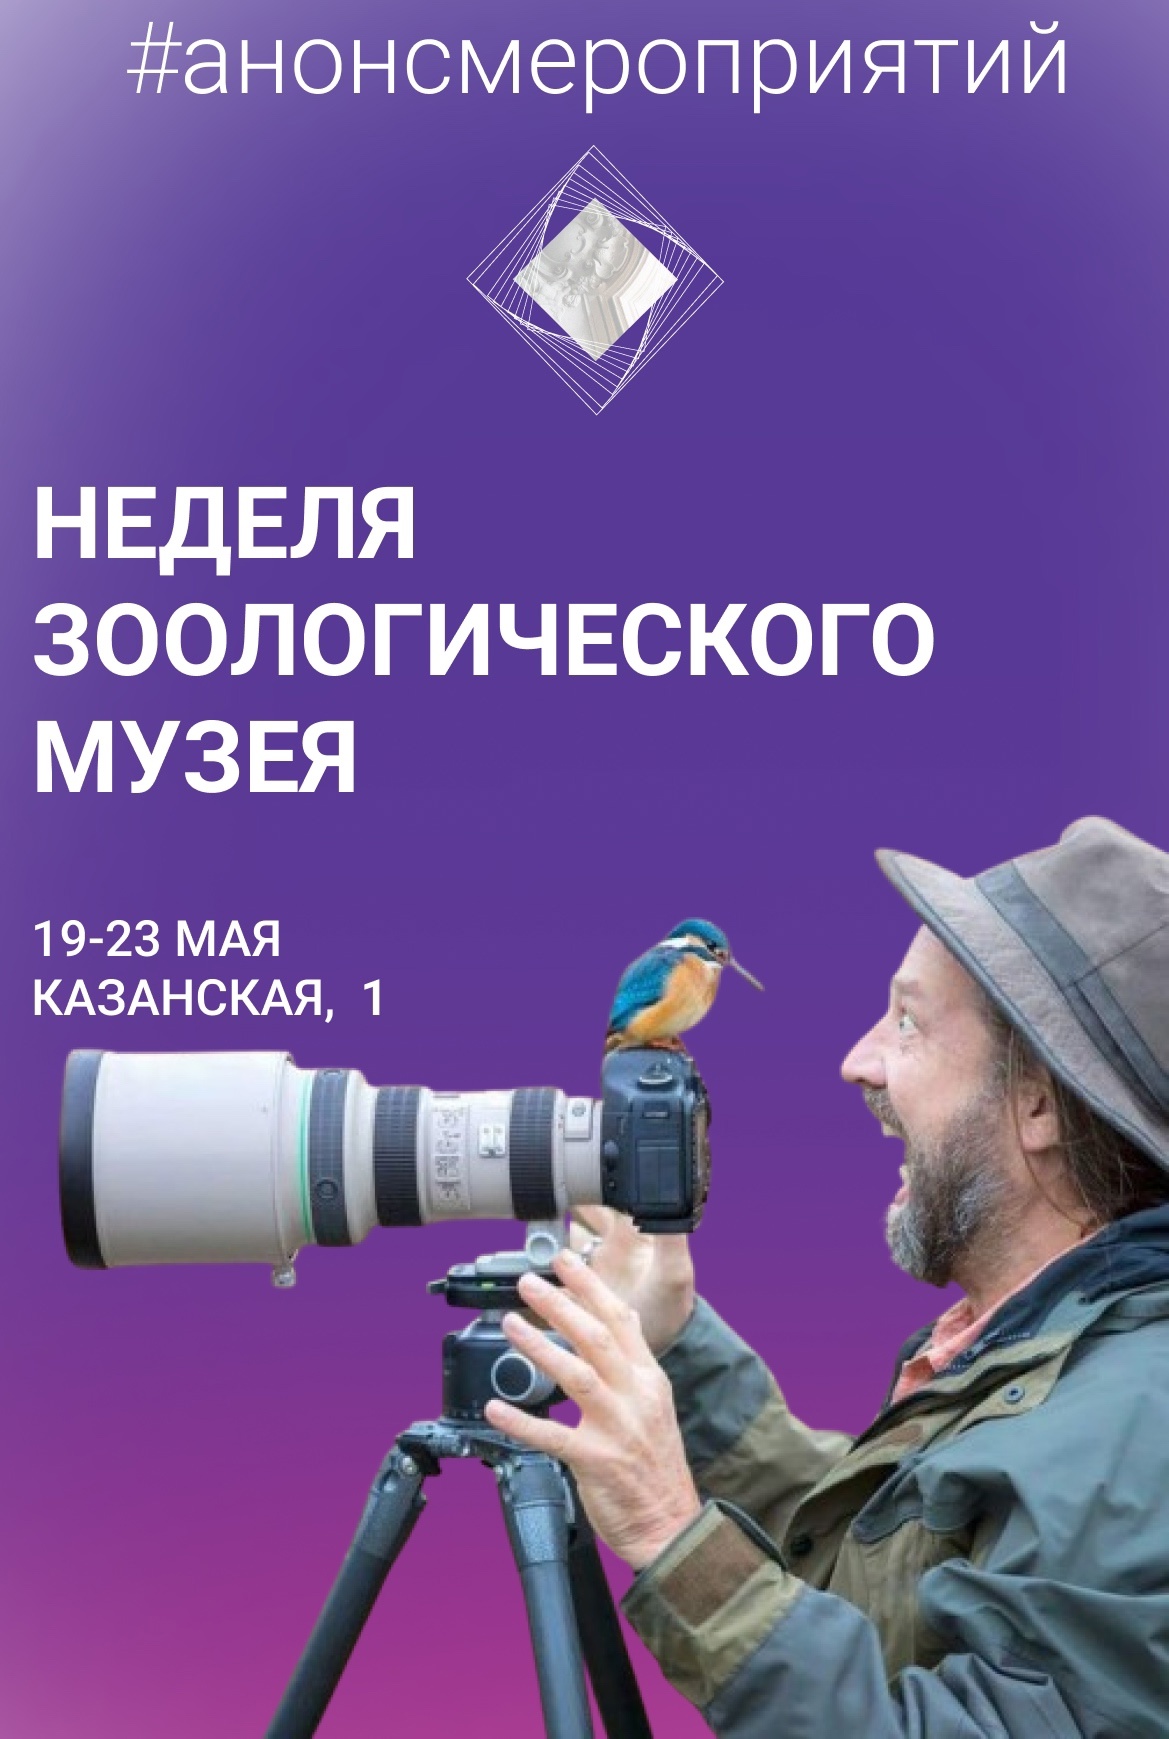 #анонсмероприятий
НЕДЕЛЯ
ЗООЛОГИЧЕСКОГО
МУЗЕЯ
19-23 МАЯ
КАЗАНСКАЯ, 1